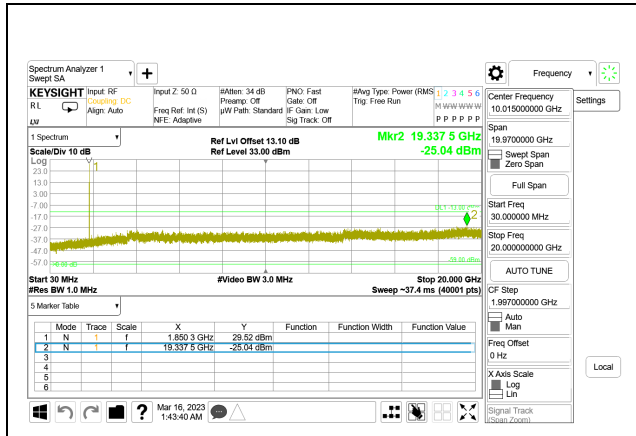 Spectrum Analyzer 1
Swept SA
Frequency
KEYSIGHT
Input: RF
Input Z: 50 Ω
#Atten: 34 dB
PNO: Fast
#Avg Type: Power (RMS
1 2 3 4 5 6
RL
Coupling: DC
Preamp: Off
Gate: Off
Trig: Free Run
M W W W W W
Align: Auto
Freq Ref: Int (S)
µW Path: Standard
IF Gain: Low
P P P P P P
NFE: Adaptive
Sig Track: Off
1 Spectrum
Ref Lvl Offset 13.10 dB
Mkr2 19.337 5 GHz
Scale/Div 10 dB
Ref Level 33.00 dBm
-25.04 dBm
Log
1
23.0
13.0
3.00
-7.00
-17.0
2
-27.0
-37.0
-47.0
-57.0
Start 30 MHz
#Video BW 3.0 MHz
Stop 20.000 GHz
#Res BW 1.0 MHz
Sweep ~37.4 ms (40001 pts)
5 Marker Table
Mode Trace Scale X Y Function Function Width Function Value
1 N 1 f 1.850 3 GHz 29.52 dBm
2 N 1 f 19.337 5 GHz -25.04 dBm
3
4
5
6
Mar 16, 2023
1:43:40 AM
Center Frequency
10.015000000 GHz
Settings
Span
19.9700000 GHz
Swept Span
Zero Span
Full Span
Start Freq
30.000000 MHz
Stop Freq
20.00000000 GHz
AUTO TUNE
CF Step
1.997000000 GHz
Auto
Man
Freq Offset
0 Hz
Local
X Axis Scale
Log
Lin
Signal Track
(Span Zoom)